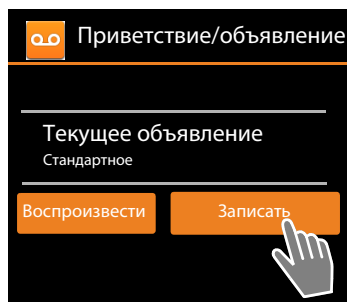 Приветствие/объявление
Текущее объявление
Стандартное
Воспроизвести
Записать